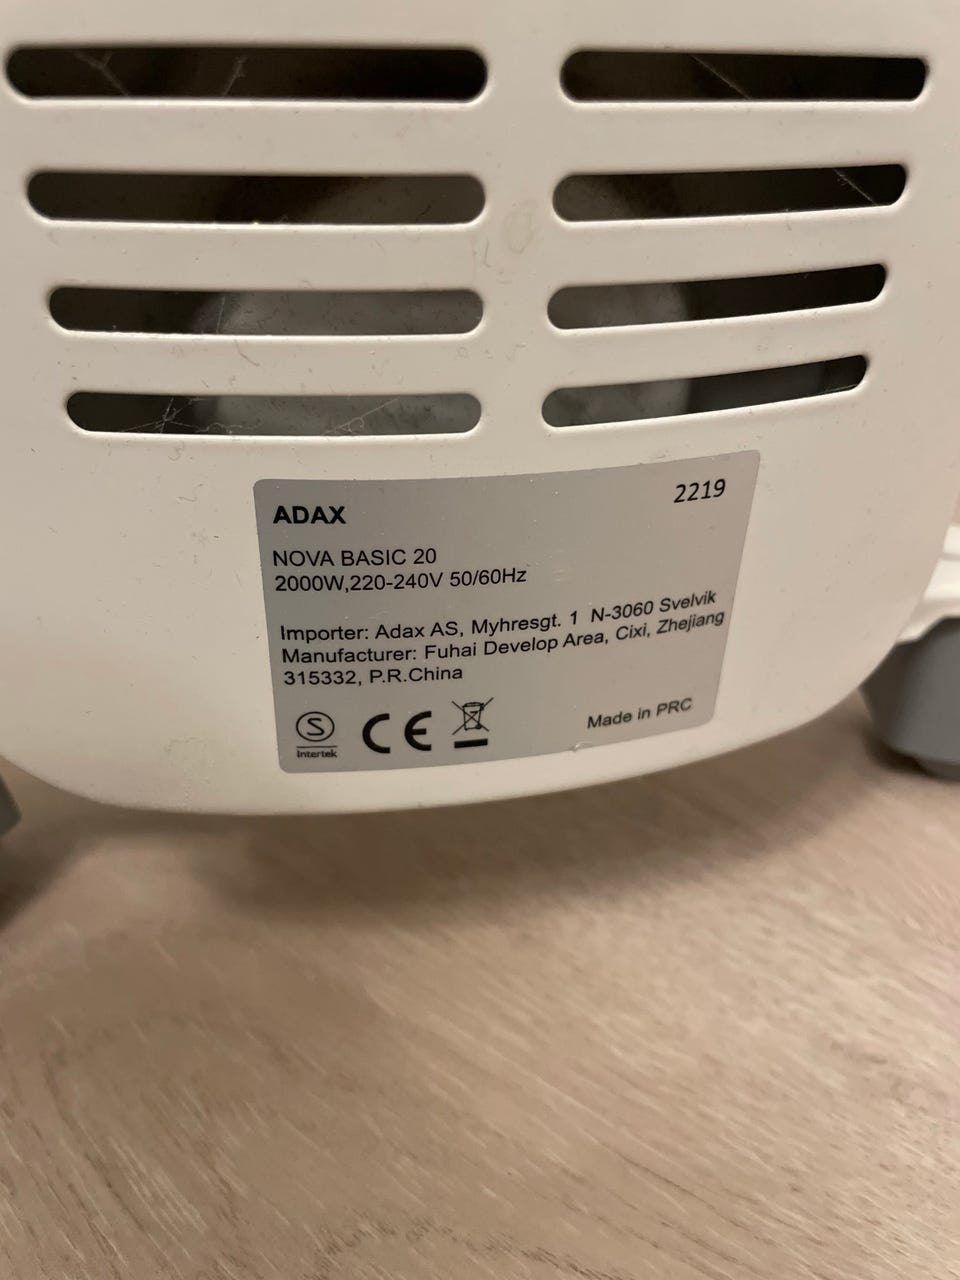 ADAX
2219
NOVA BASIC 20
2000W,220-240V 50/60Hz
Importer: Adax AS, Myhresgt. 1 N-3060 Svelvik
Manufacturer: Fuhai Develop Area, Cixi, Zhejiang
315332, P.R.China
S
Intertek
CE
Made in PRC